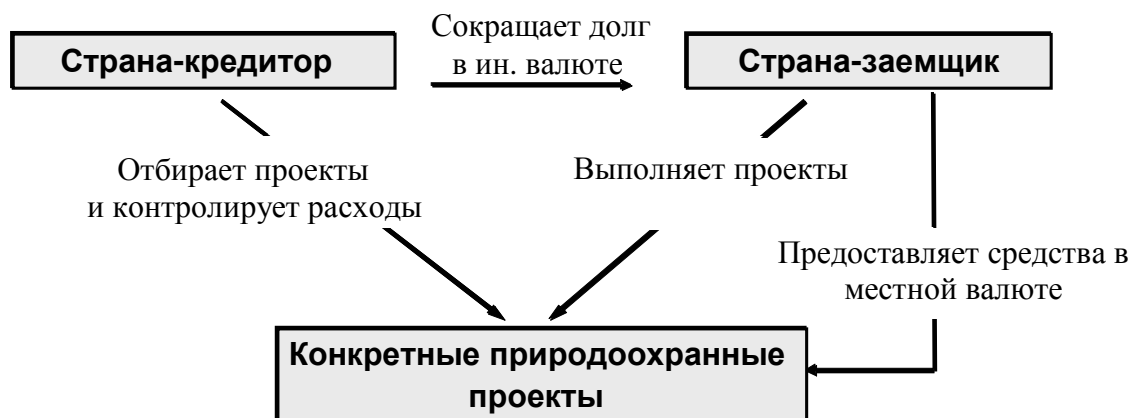 Страна-кредитор
Сокращает долг
в ин. валюте
Страна-заемщик
Отбирает проекты
и контролирует расходы
Выполняет проекты
Предоставляет средства в
местной валюте
Конкретные природоохранные
проекты